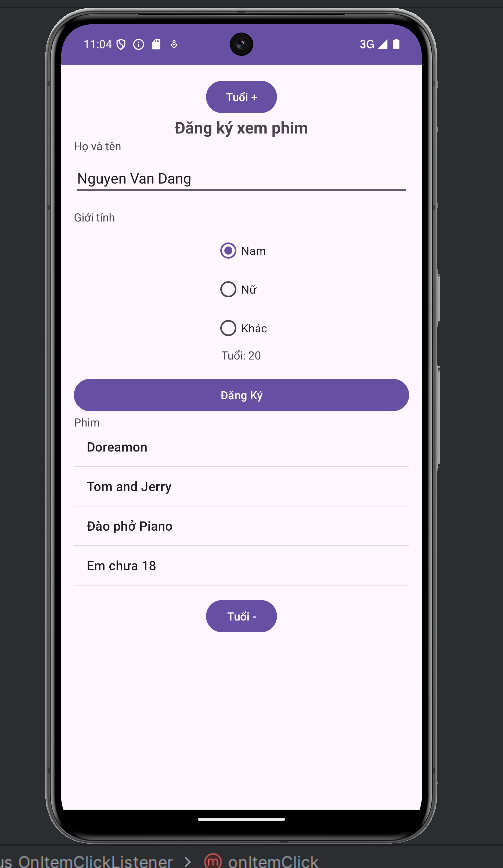 11:04
3G
Tuổi +
Đăng ký xem phim
Họ và tên
Nguyen Van Dang
Giới tính
Nam
Nữ
Khác
Tuổi: 20
Đăng Ký
Phim
Doreamon
Tom and Jerry
Đào phở Piano
Em chưa 18
Tuổi -
us OnItemClickListener > m onItemClick